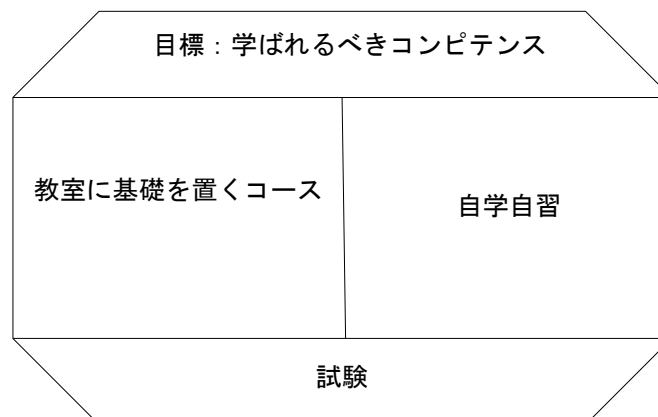 目標：学ばれるべきコンピテンス
教室に基礎を置くコース
自学自習
試験